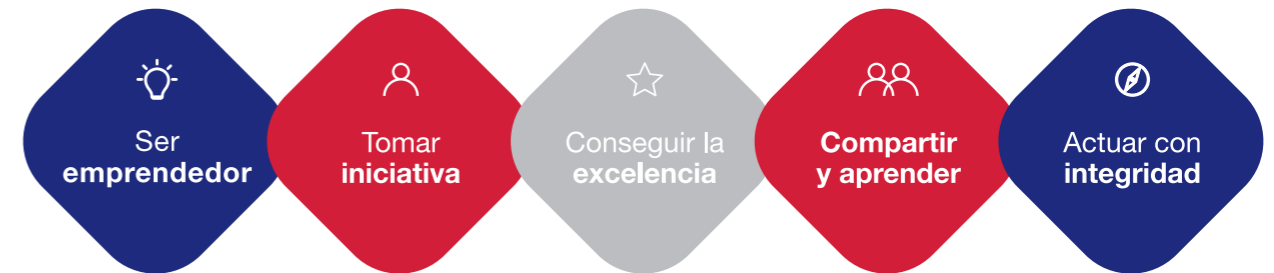 Ser
emprendedor
Tomar
iniciativa
Conseguir la
excelencia
Compartir
y aprender
Actuar con
integridad